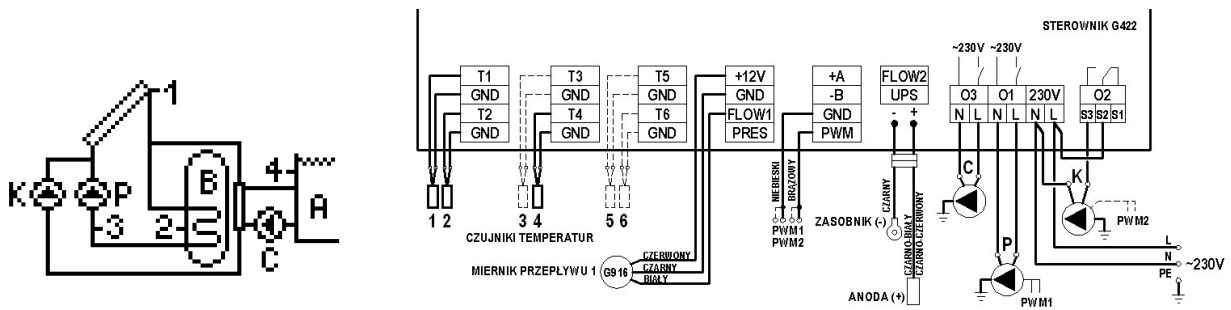 1
K
P
3
2
B
4
A
C
STEROWNIK G422
~230V ~230V
T1
GND
T2
GND
T3
GND
T4
GND
T5
GND
T6
GND
+12V
GND
FLOW1
PRES
+A
-B
GND
PWM
FLOW2
UPS
- +
O3 O1 230V O2
N L N L N L S3 S2 S1
1 2 3 4 5 6
CZUJNIKI TEMPERATUR
MIERNIK PRZEPŁYWU 1
G916
CZERWONY
CZARNY
BIAŁY
NIEBIESKI
BRĄZOWY
PWM1
PWM2
CZARNY
ZASOBNIK (-)
CZARNO-BIAŁY
CZARNO-CZERWONY
ANODA (+)
C
P
PWM1
K
PWM2
L
N
PE
~230V